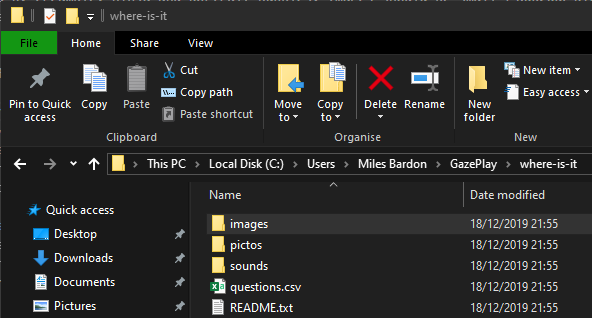 where-is-it
File Home Share View
Pin to Quick access
Copy
Paste
Cut
Copy path
Paste shortcut
Clipboard
Move to
Copy to
Delete
Rename
Organise
New folder
New item
Easy access
New
This PC > Local Disk (C:) > Users > Miles Bardon > GazePlay > where-is-it
Name Date modified
Quick access
Desktop
Downloads
Documents
Pictures
images 18/12/2019 21:55
pictos 18/12/2019 21:55
sounds 18/12/2019 21:55
questions.csv 18/12/2019 21:55
README.txt 18/12/2019 21:55